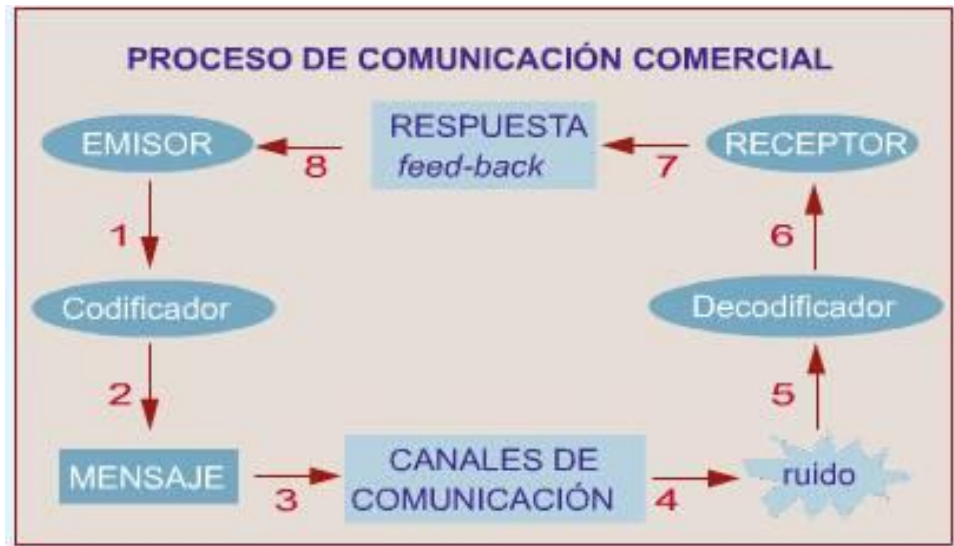 PROCESO DE COMUNICACIÓN COMERCIAL
EMISOR
8
RESPUESTA
feed-back
7
RECEPTOR
1
6
Codificador
Decodificador
2
5
MENSAJE
3
CANALES DE
COMUNICACIÓN
4
ruido